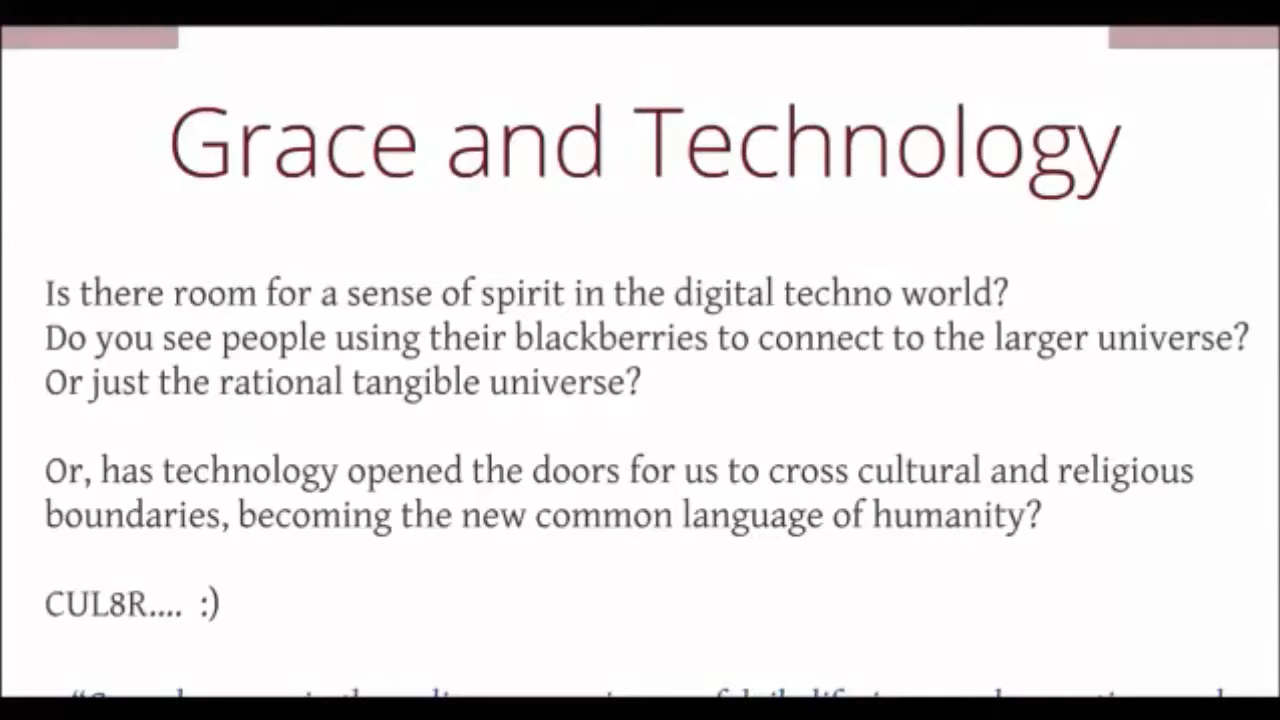 Grace and Technology
Is there room for a sense of spirit in the digital techno world?
Do you see people using their blackberries to connect to the larger universe?
Or just the rational tangible universe?
Or, has technology opened the doors for us to cross cultural and religious
boundaries, becoming the new common language of humanity?
CUL8R.... :)